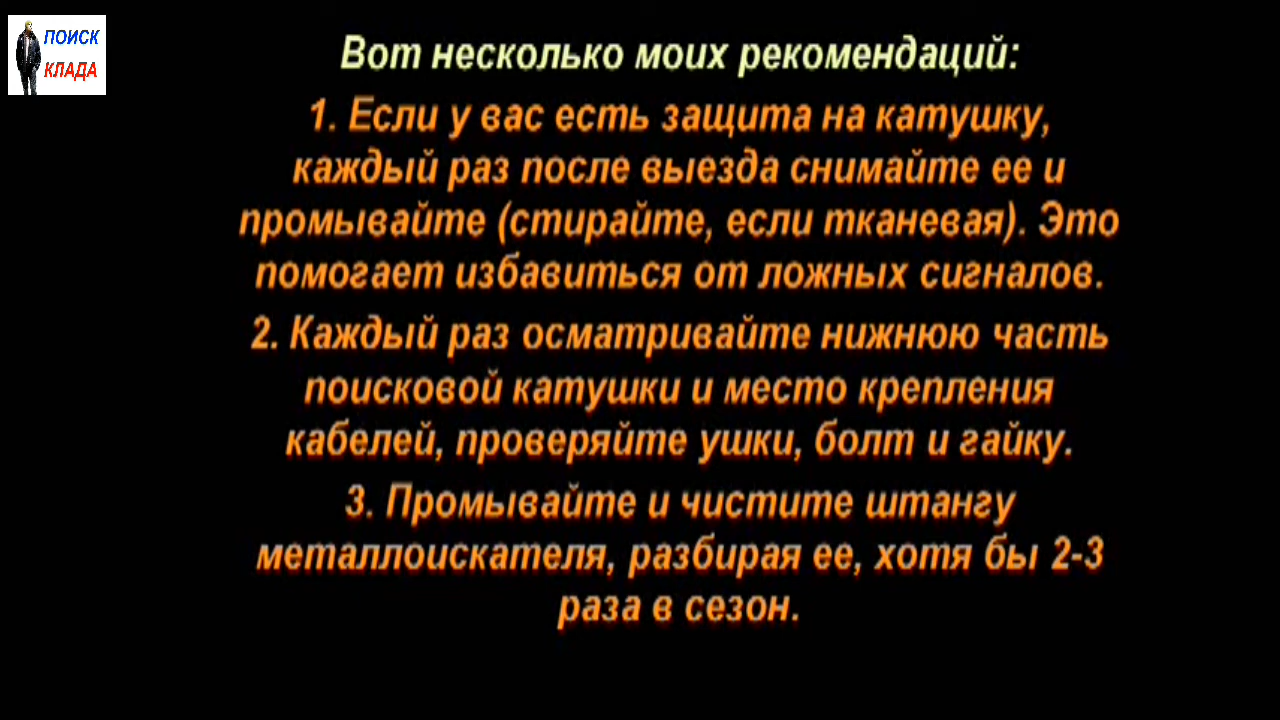 ПОИСК
КЛАДА
Вот несколько моих рекомендаций:
1. Если у вас есть защита на катушку,
каждый раз после выезда снимайте ее и
промывайте (стирайте, если тканевая). Это
помогает избавиться от ложных сигналов.
2. Каждый раз осматривайте нижнюю часть
поисковой катушки и место крепления
кабелей, проверяйте ушки, болт и гайку.
3. Промывайте и чистите штангу
металлоискателя, разбирая ее, хотя бы 2-3
раза в сезон.